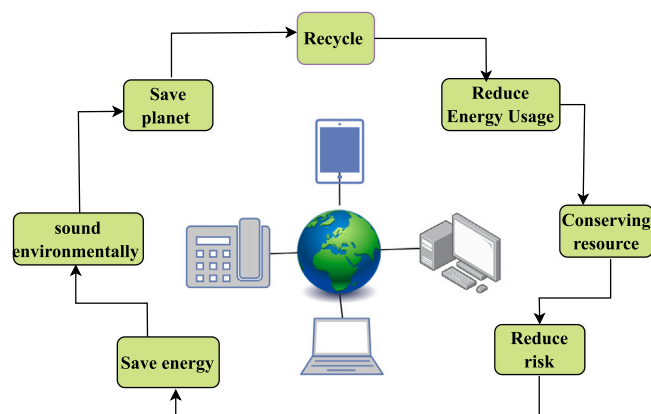 Recycle
Save
planet
Reduce
Energy Usage
sound
environmentally
Conserving
resource
Save energy
Reduce
risk